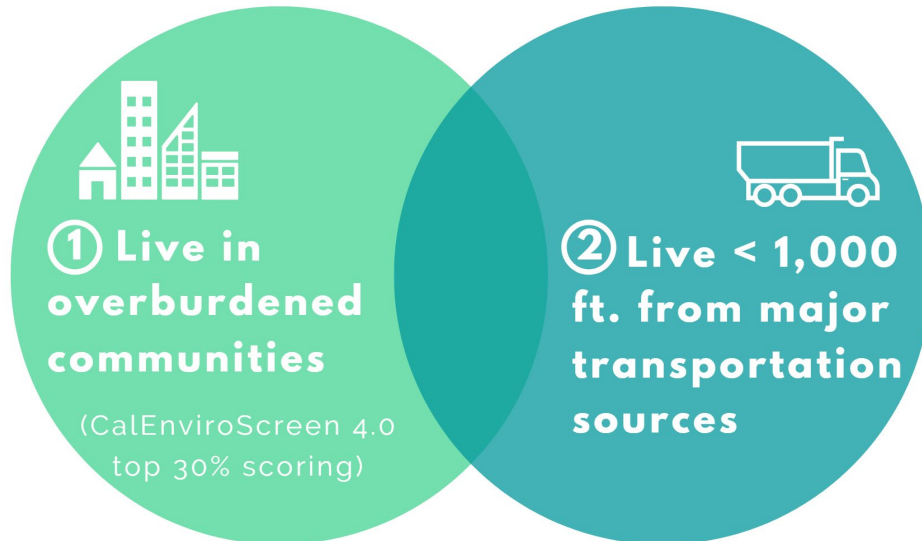 ① Live in
overburdened
communities
(CalEnviroScreen 4.0
top 30% scoring)
② Live < 1,000
ft. from major
transportation
sources